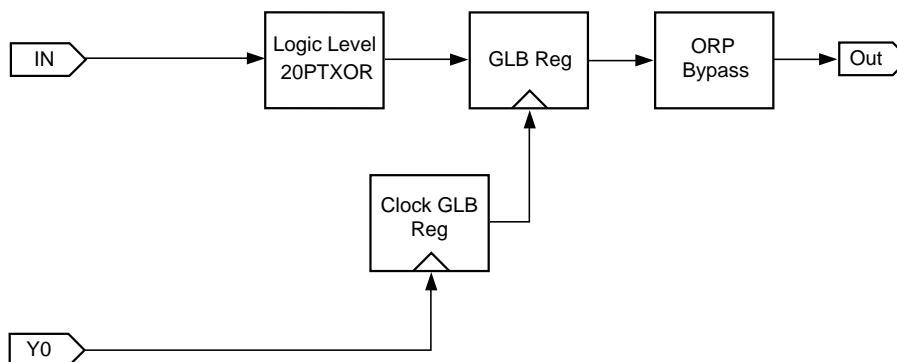 IN
Logic Level
20PTXOR
GLB Reg
ORP
Bypass
Out
Clock GLB
Reg
Y0